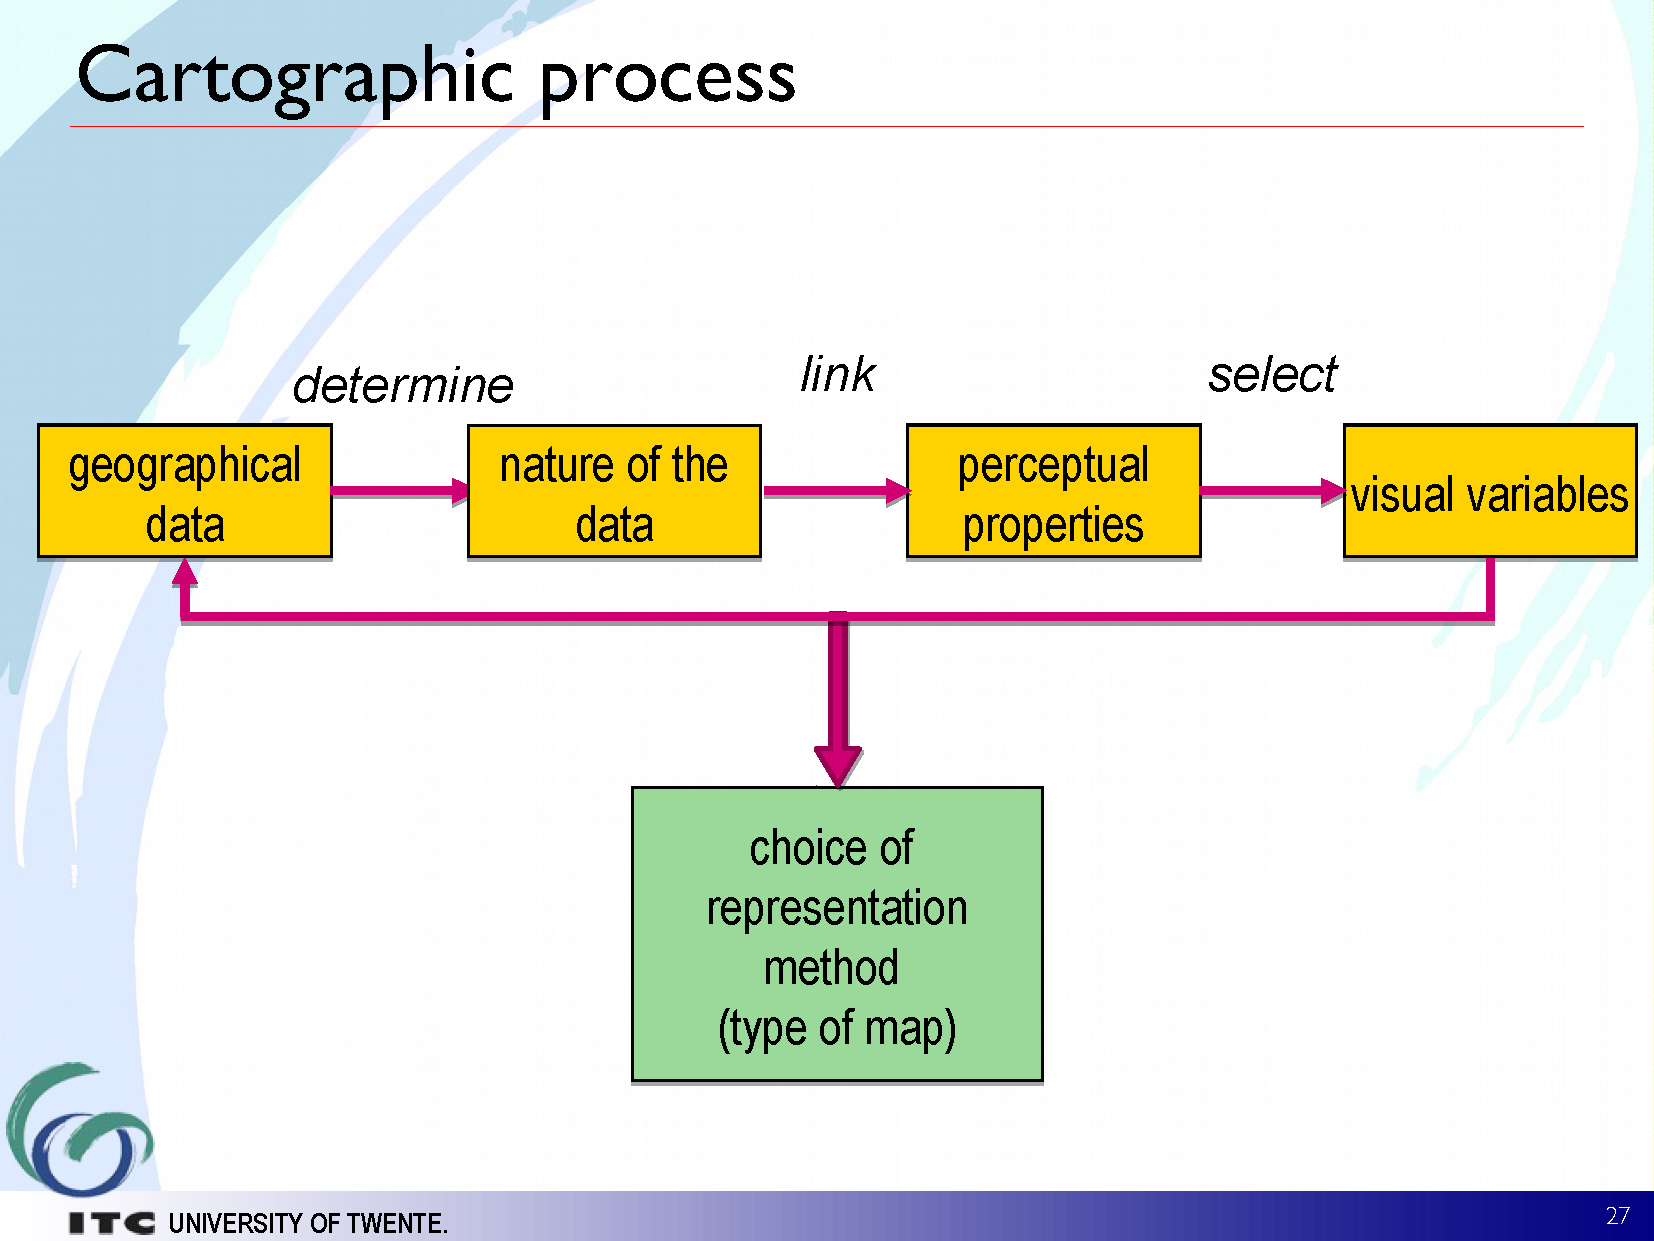 Cartographic process
determine
link
select
geographical
data
nature of the
data
perceptual
properties
visual variables
choice of
representation
method
(type of map)
ITC UNIVERSITY OF TWENTE.
27